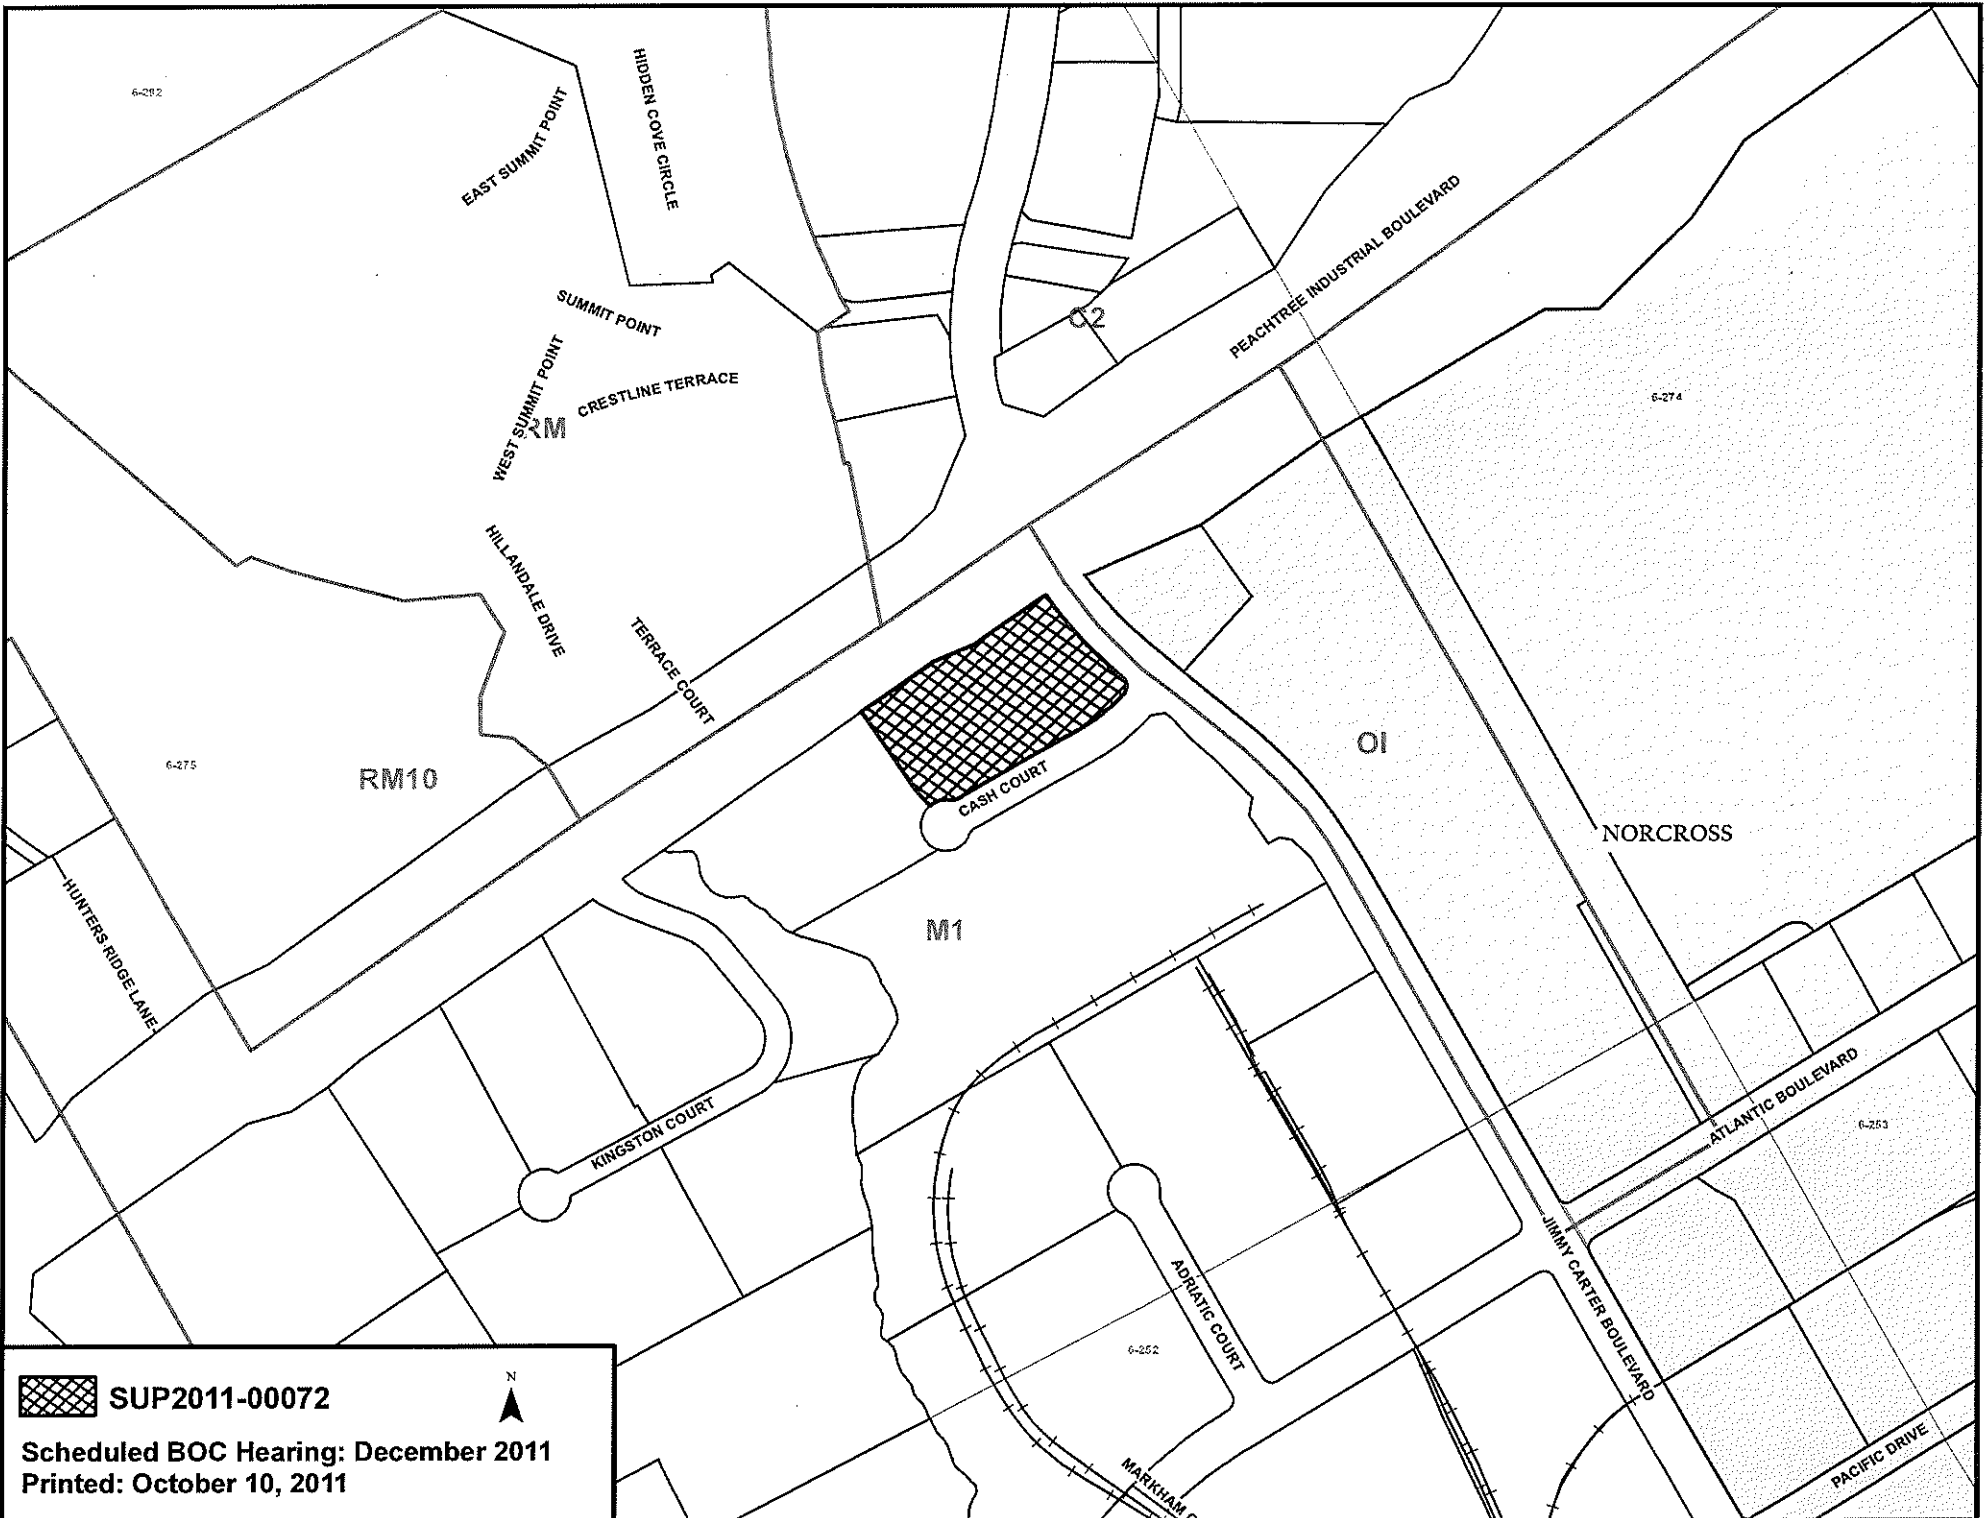 6-292
EAST SUMMIT POINT
HIDDEN COVE CIRCLE
SUMMIT POINT
WEST SUMMIT POINT
CRESTLINE TERRACE
RM
C2
PEACHTREE INDUSTRIAL BOULEVARD
6-274
HILLANDALE DRIVE
TERRACE COURT
6-275
RM10
CASH COURT
OI
NORCROSS
HUNTERS RIDGE LANE
M1
KINGSTON COURT
ATLANTIC BOULEVARD
6-253
ADRIATIC COURT
JIMMY CARTER BOULEVARD
6-252
MARKHAM
PACIFIC DRIVE
N
SUP2011-00072
Scheduled BOC Hearing: December 2011
Printed: October 10, 2011